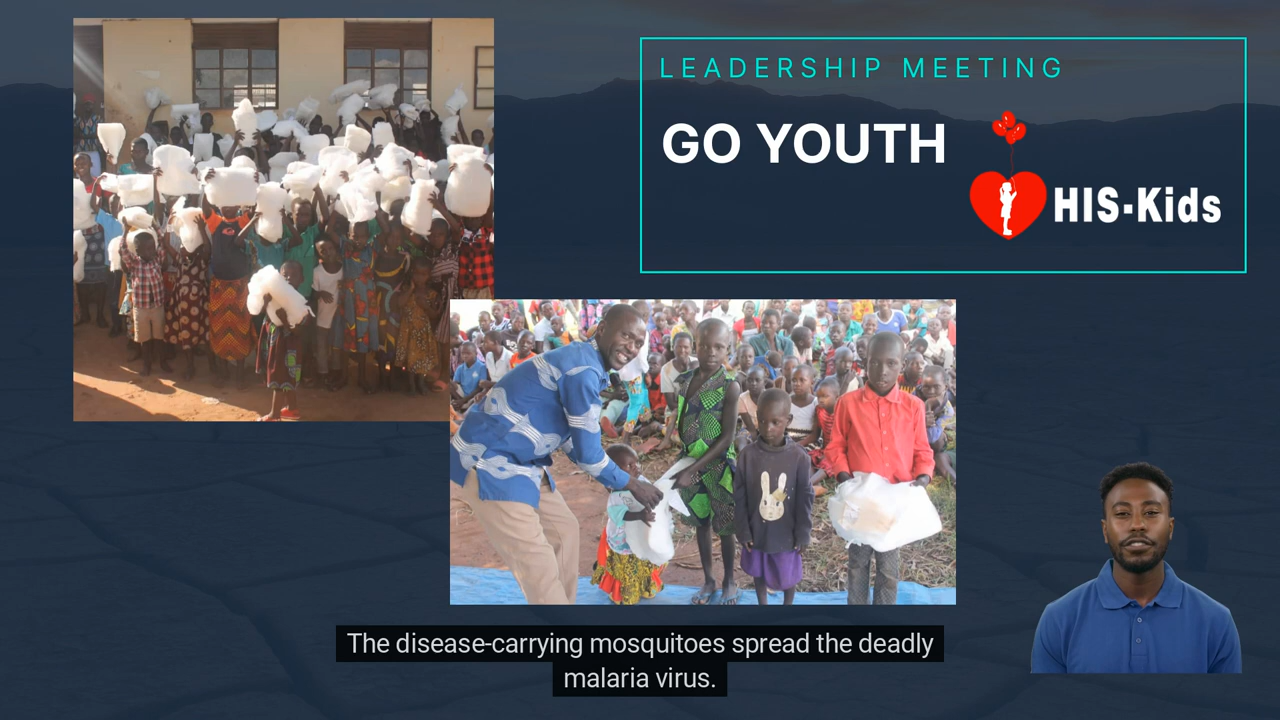 LEADERSHIP MEETING
GO YOUTH
HIS-Kids
The disease-carrying mosquitoes spread the deadly
malaria virus.